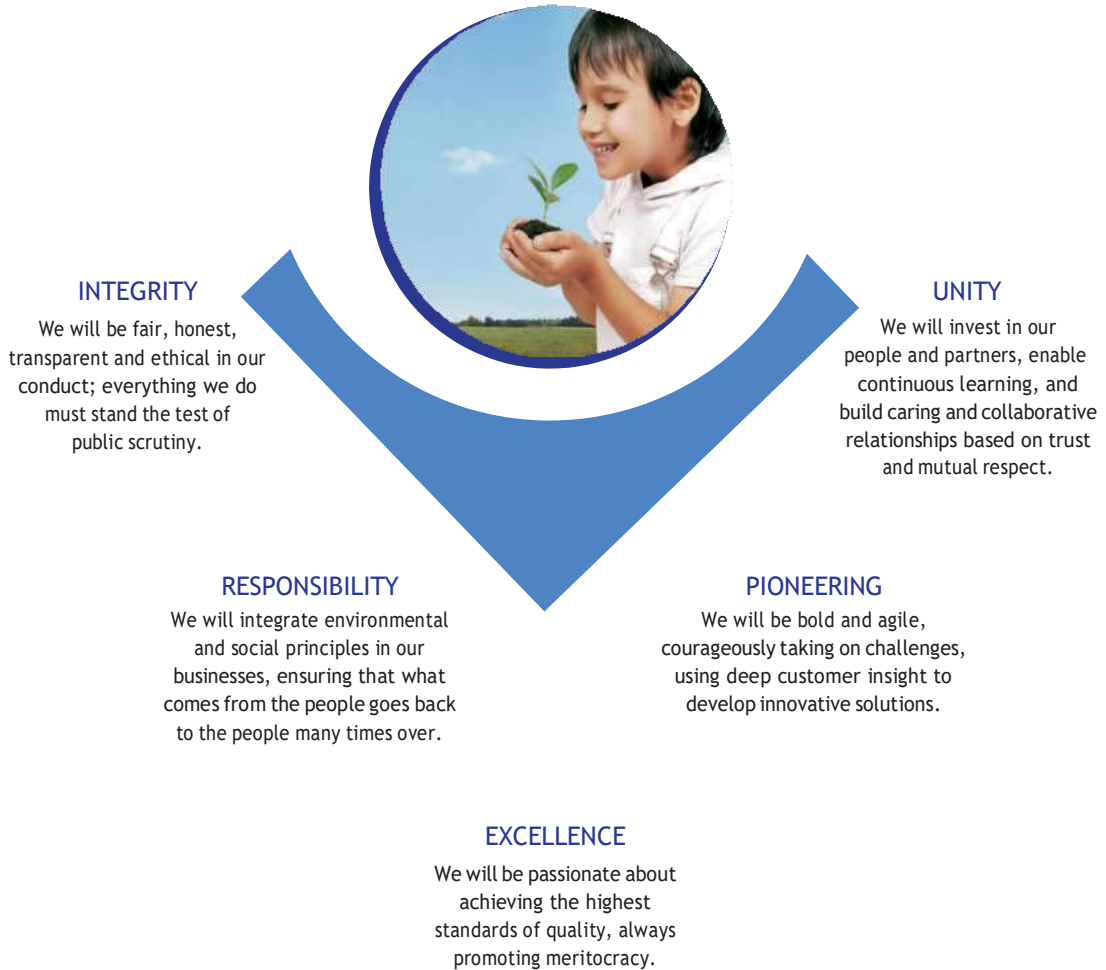 INTEGRITY
We will be fair, honest,
transparent and ethical in our
conduct; everything we do
must stand the test of
public scrutiny.
UNITY
We will invest in our
people and partners, enable
continuous learning, and
build caring and collaborative
relationships based on trust
and mutual respect.
RESPONSIBILITY
We will integrate environmental
and social principles in our
businesses, ensuring that what
comes from the people goes back
to the people many times over.
PIONEERING
We will be bold and agile,
courageously taking on challenges,
using deep customer insight to
develop innovative solutions.
EXCELLENCE
We will be passionate about
achieving the highest
standards of quality, always
promoting meritocracy.